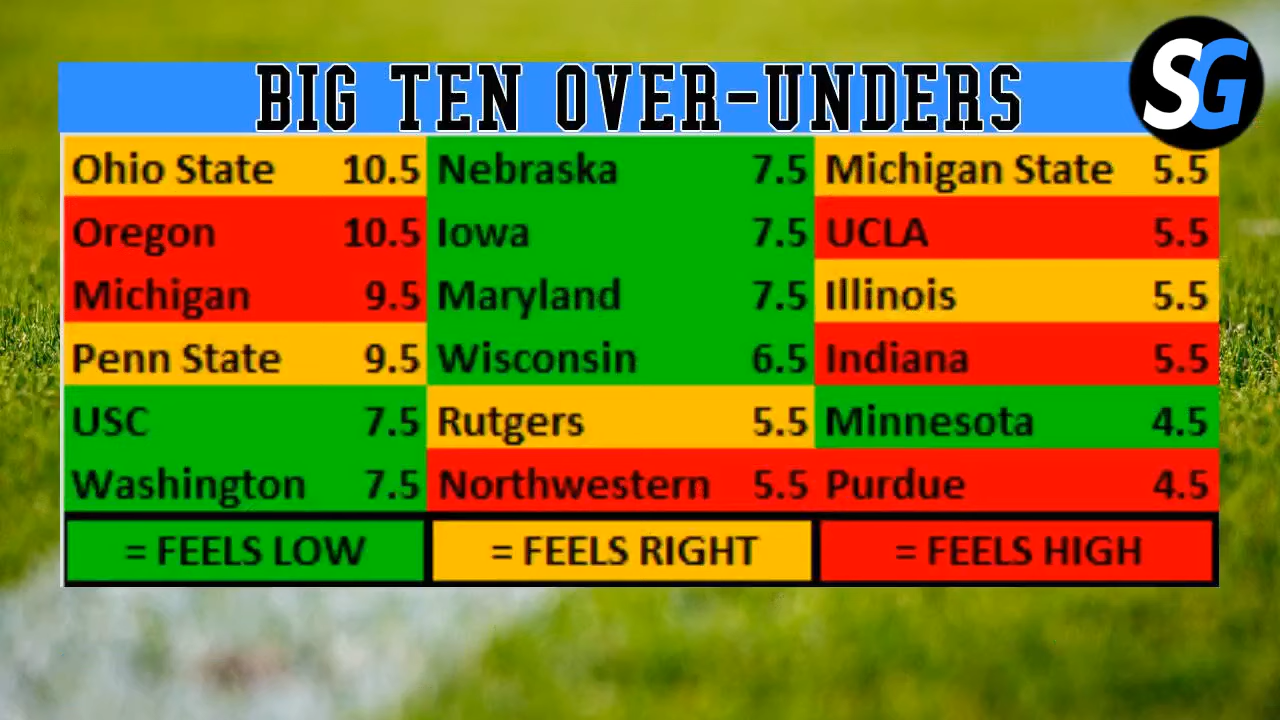 BIG TEN OVER-UNDERS
SG
Ohio State 10.5 Nebraska 7.5 Michigan State 5.5
Oregon 10.5 Iowa 7.5 UCLA 5.5
Michigan 9.5 Maryland 7.5 Illinois 5.5
Penn State 9.5 Wisconsin 6.5 Indiana 5.5
USC 7.5 Rutgers 5.5 Minnesota 4.5
Washington 7.5 Northwestern 5.5 Purdue 4.5
= FEELS LOW = FEELS RIGHT = FEELS HIGH